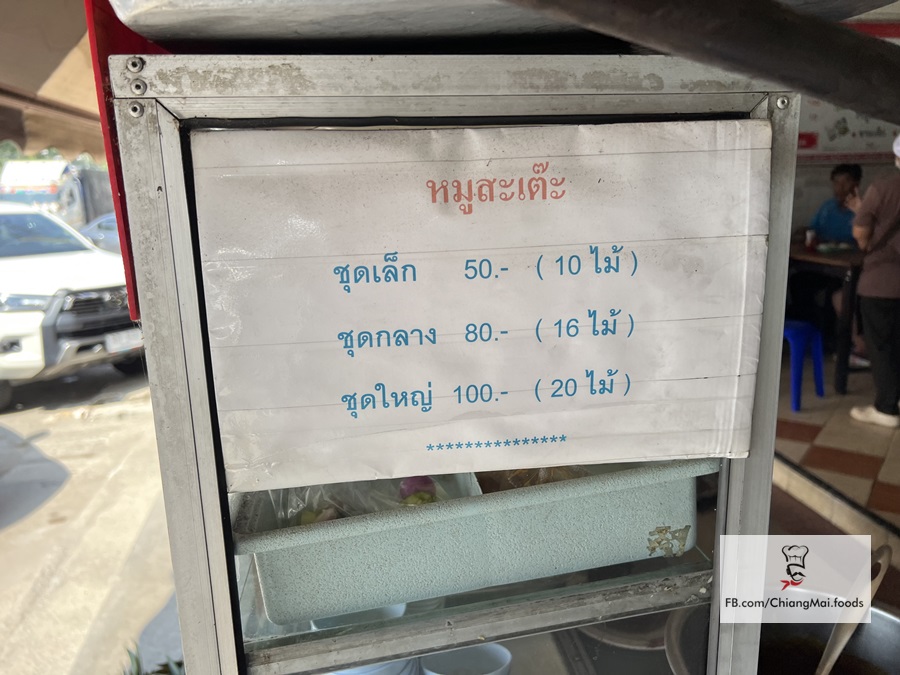 หมูสะเต๊ะ
ชุดเล็ก 50.- ( 10 ไม้ )
ชุดกลาง 80.- ( 16 ไม้ )
ชุดใหญ่ 100.- ( 20 ไม้ )
***************
FB.com/ChiangMai.foods